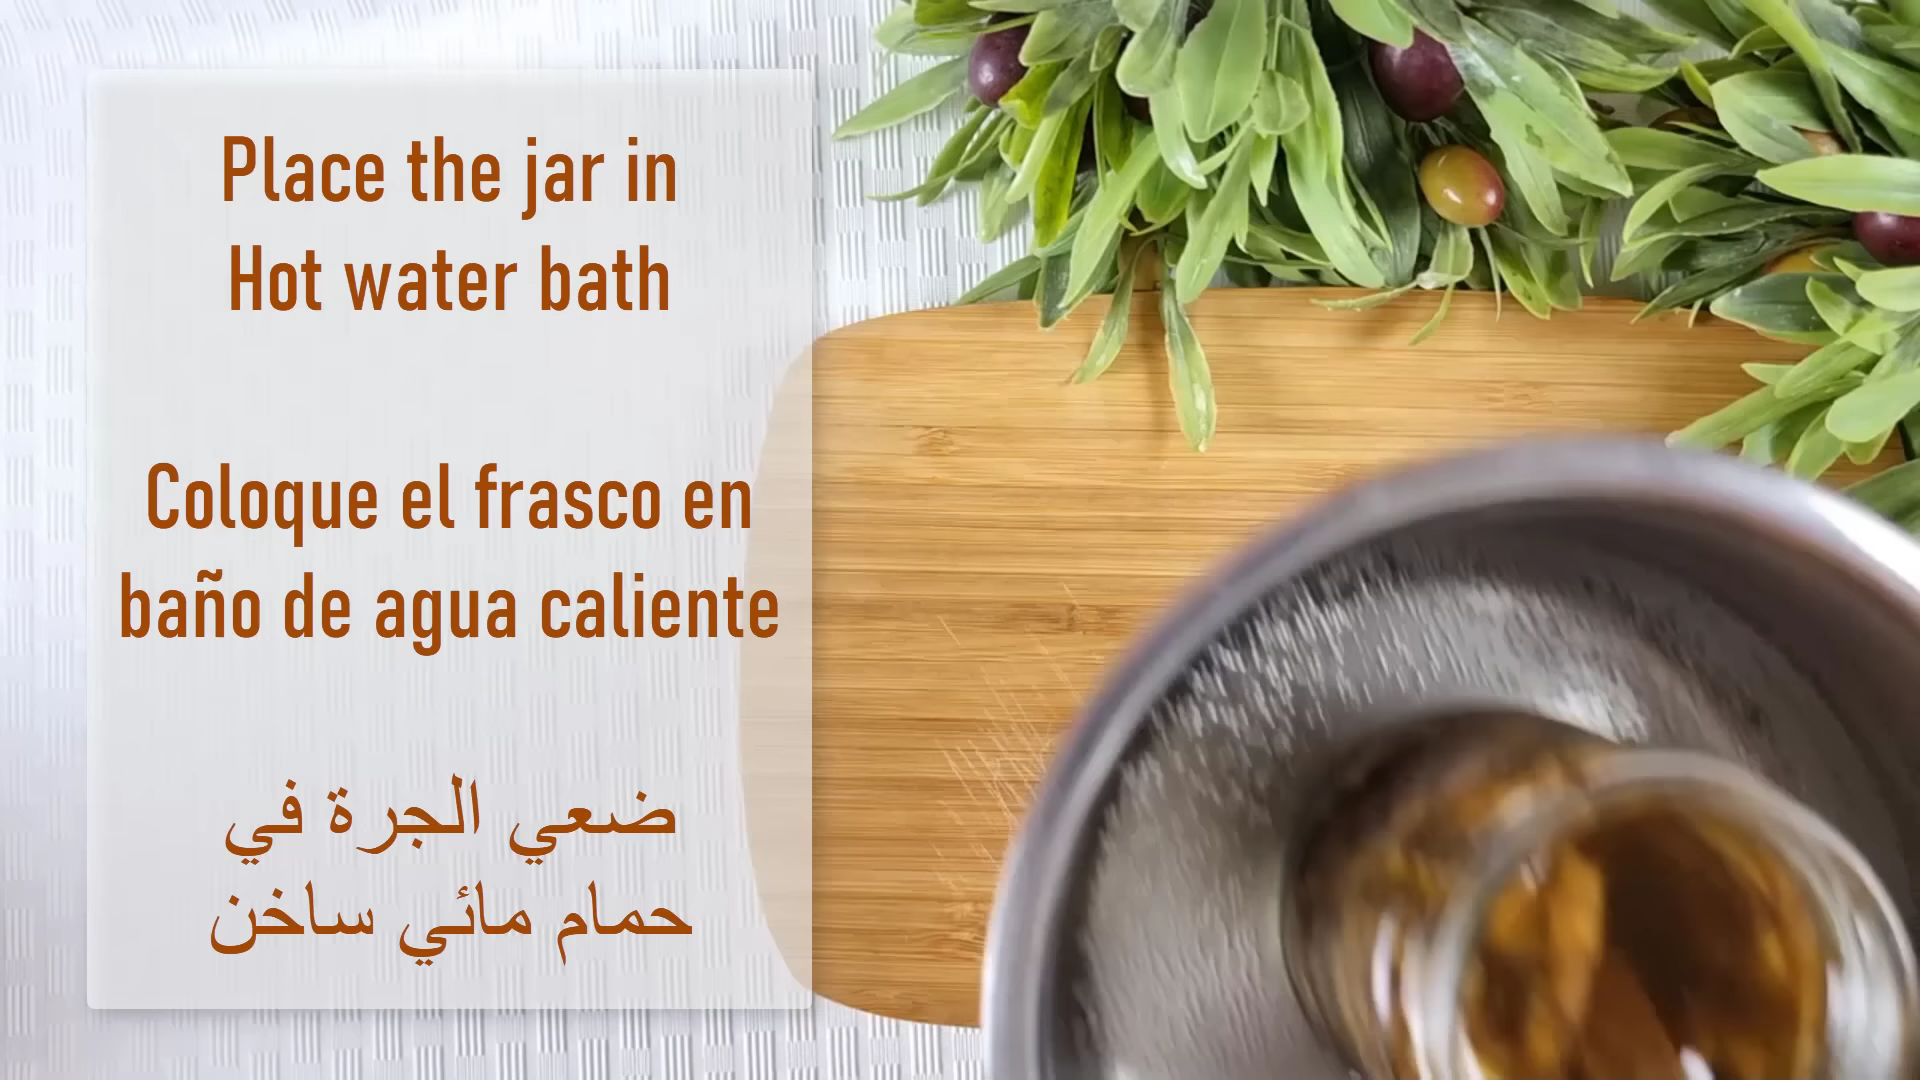 Place the jar in
Hot water bath
Coloque el frasco en
baño de agua caliente
ضعي الجرة في
حمام مائي ساخن